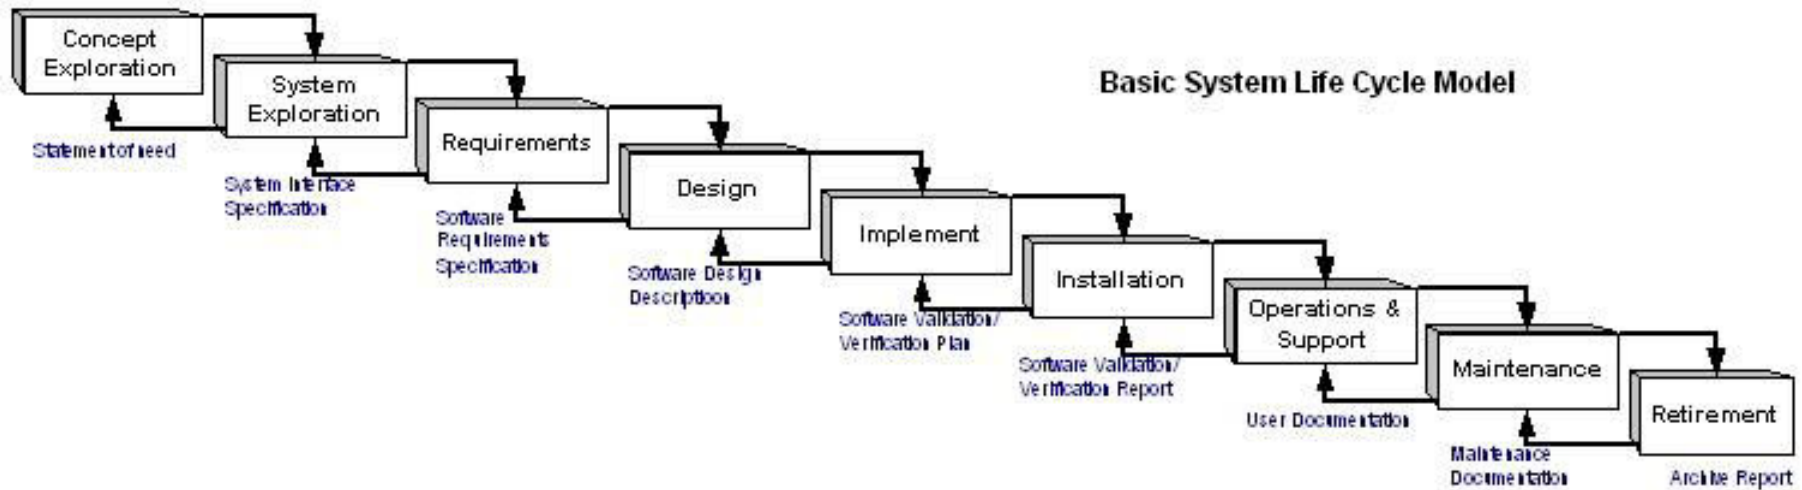 Concept
Exploration
System
Exploration
Basic System Life Cycle Model
Requirements
Statement of need
Design
System Interface
Specification
Software
Requirements
Specification
Implement
Software Design
Descriptioon
Installation
Software Validation/
Verification Plan
Operations &
Support
Software Validation/
Verification Report
Maintenance
User Documentation
Retirement
Maintenance
Documentation
Archive Report